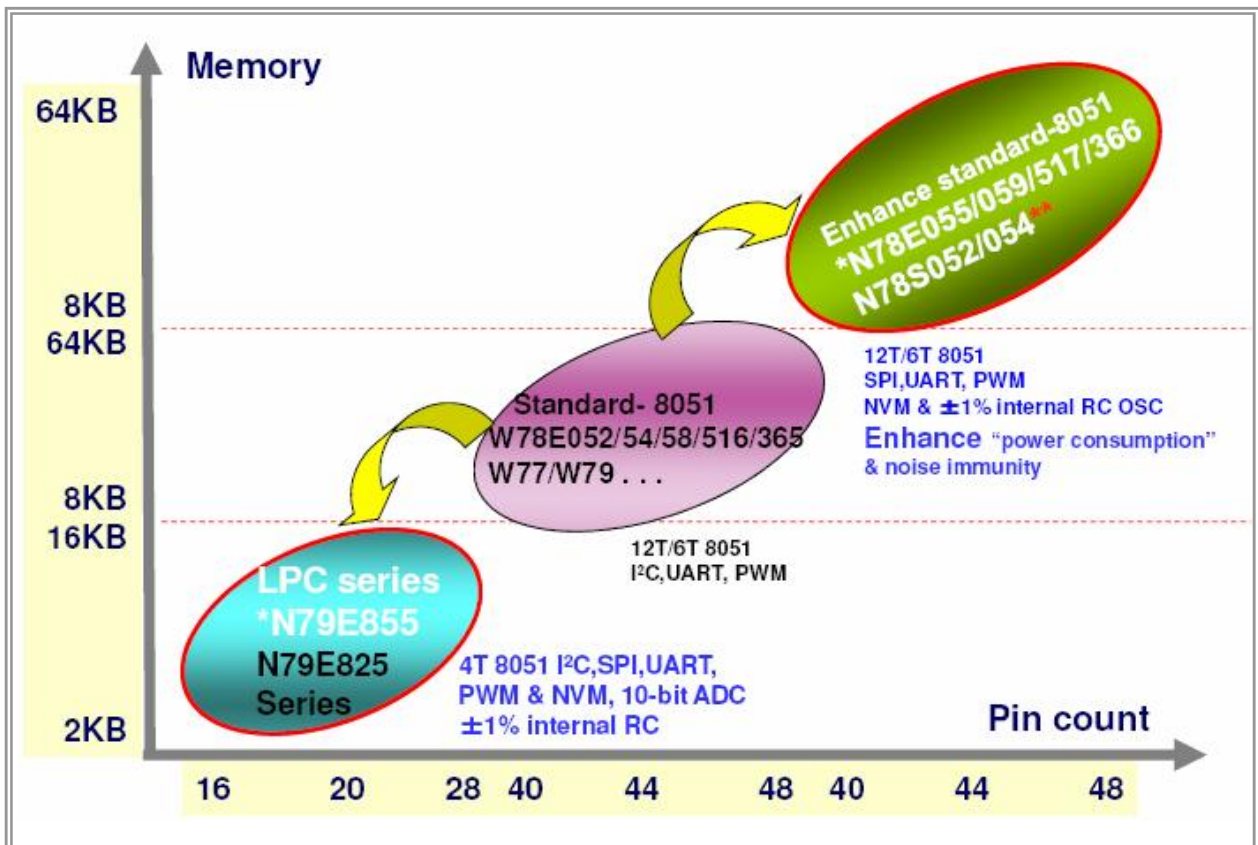 Memory
64KB
8KB
64KB
8KB
16KB
2KB
Enhance standard-8051
*N78E055/059/517/366
N78S052/054**
12T/6T 8051
SPI,UART, PWM
NVM & ±1% internal RC OSC
Enhance “power consumption”
& noise immunity
Standard- 8051
W78E052/54/58/516/365
W77/W79 . . .
12T/6T 8051
I²C,UART, PWM
LPC series
*N79E855
N79E825
Series
4T 8051 I²C,SPI,UART,
PWM & NVM, 10-bit ADC
±1% internal RC
Pin count
16 20 28 40 44 48 40 44 48